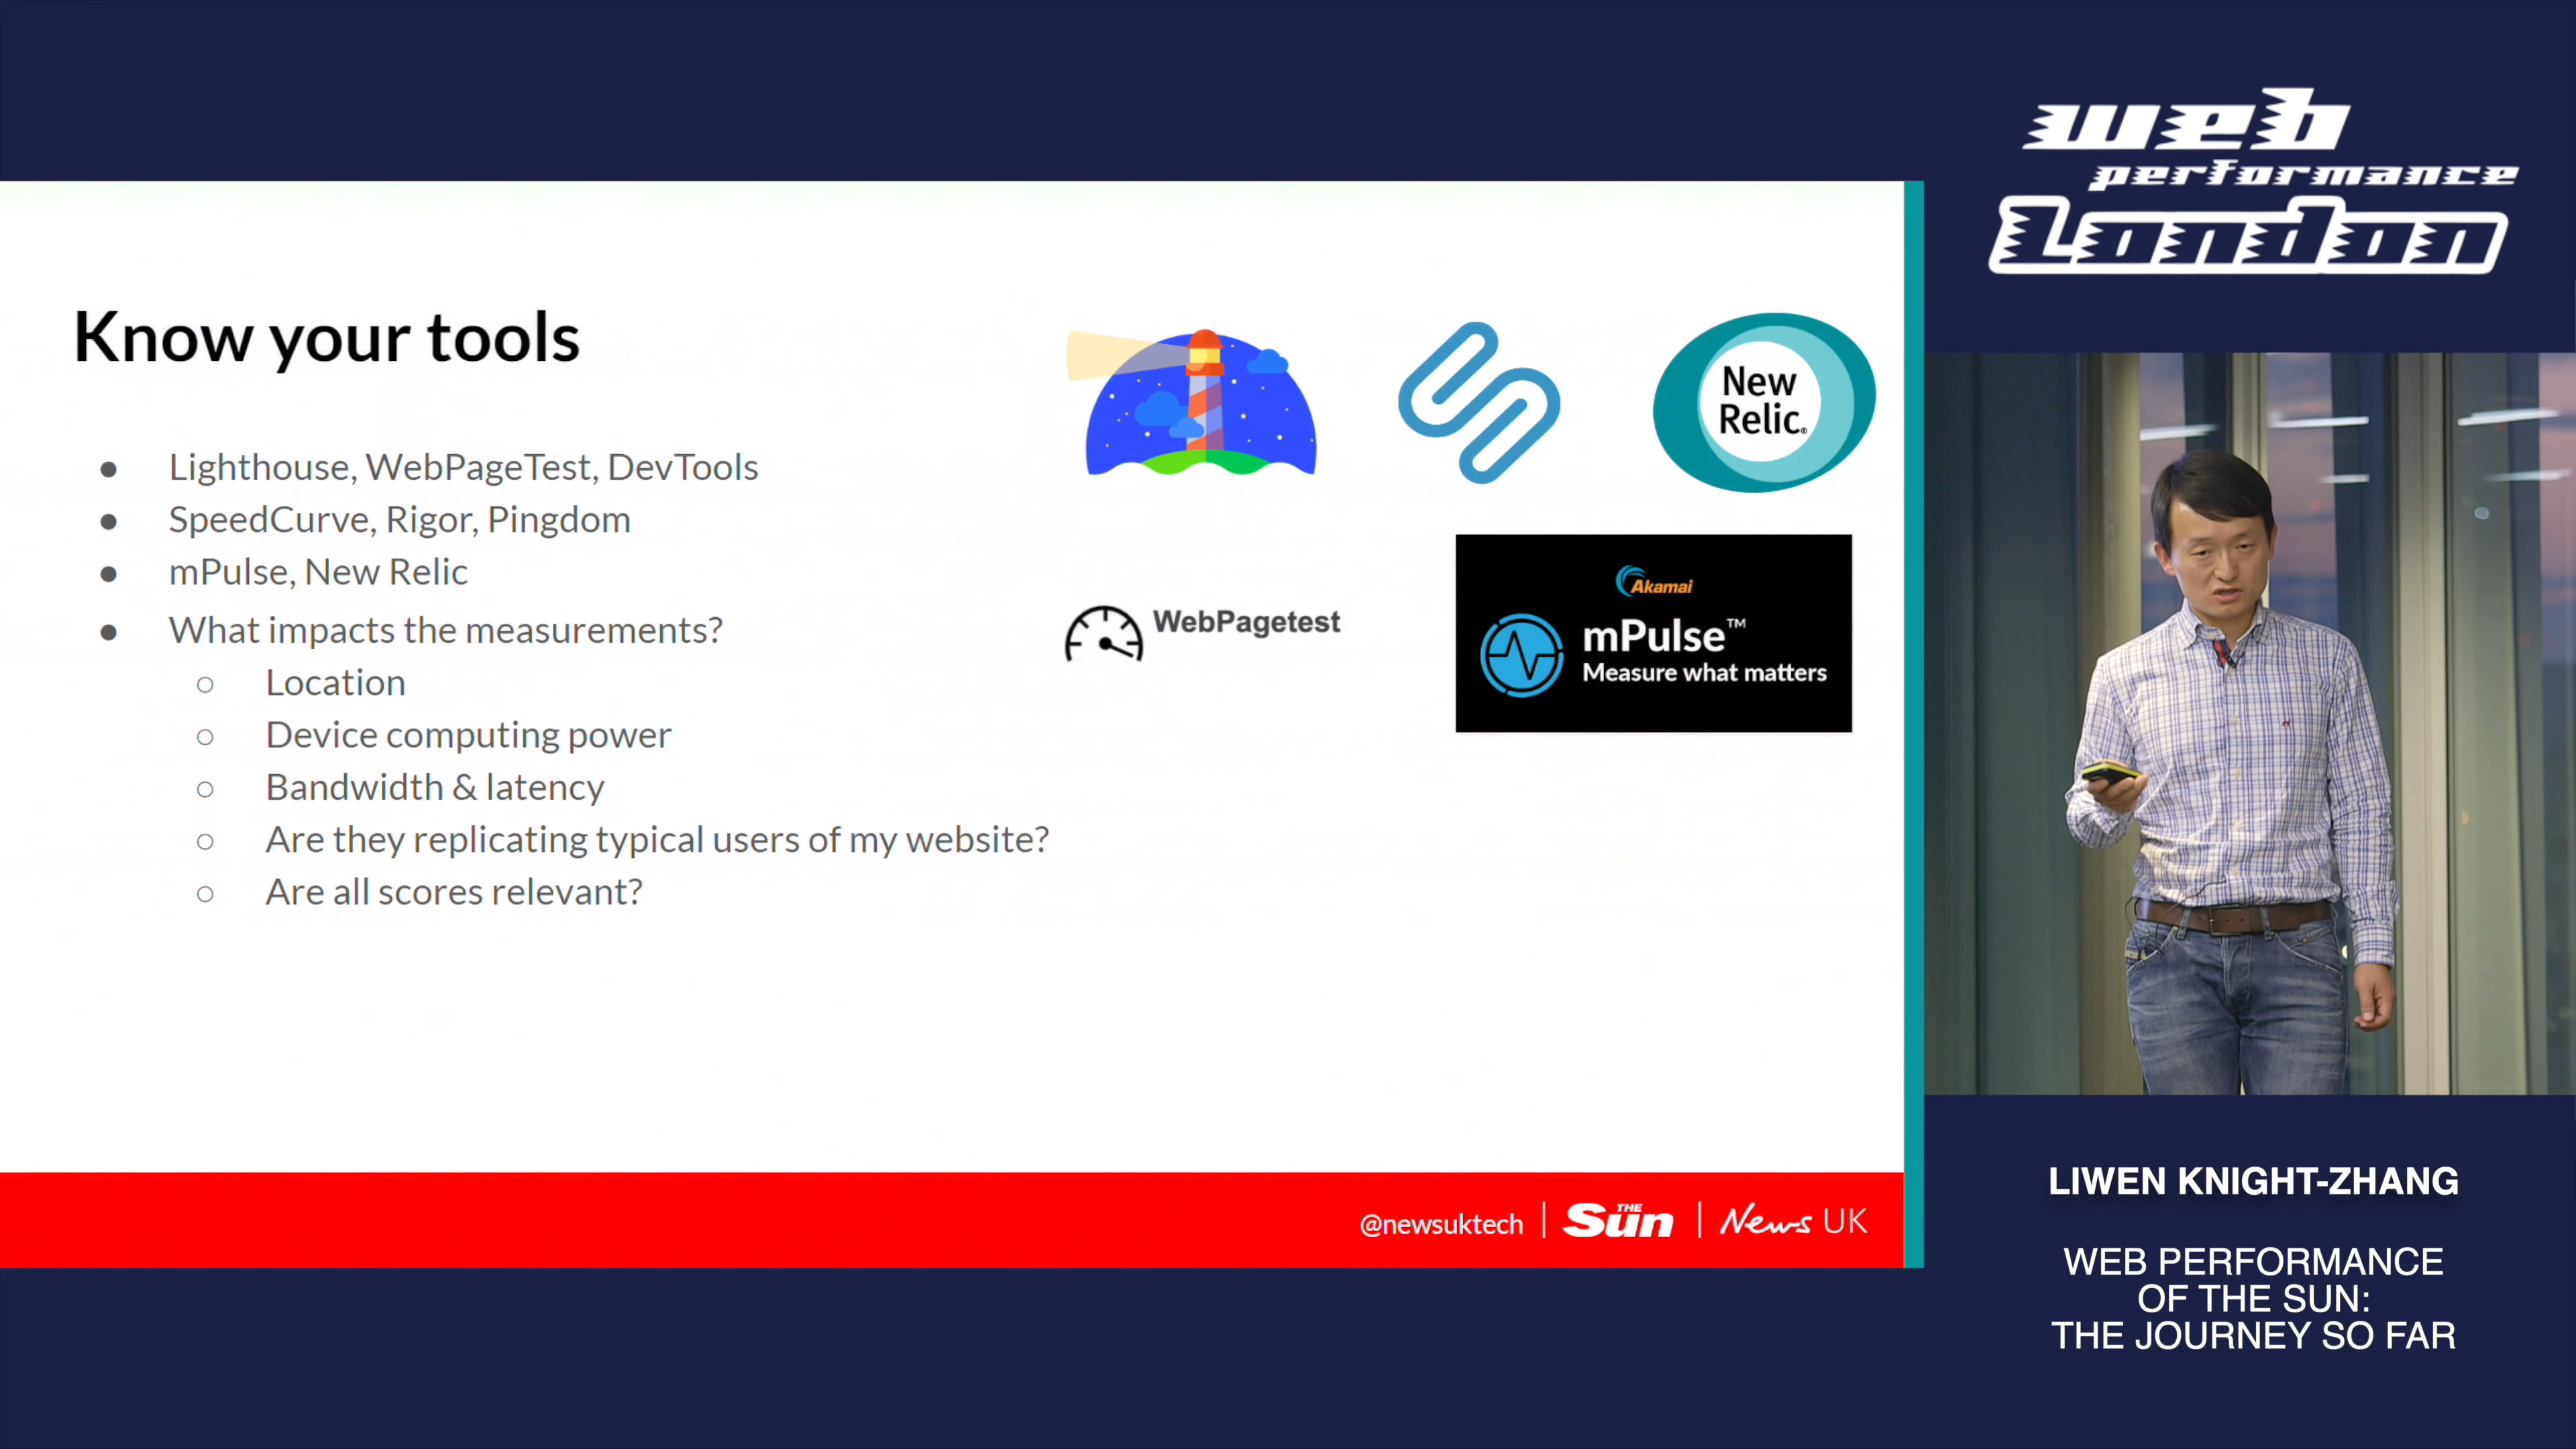 web
performance
London
Know your tools
Lighthouse, WebPageTest, DevTools
SpeedCurve, Rigor, Pingdom
mPulse, New Relic
What impacts the measurements?
Location
Device computing power
Bandwidth & latency
Are they replicating typical users of my website?
Are all scores relevant?
New
Relic®
WebPagetest
Akamai
mPulse™
Measure what matters
@newsuktech | THE Sun | News UK
LIWEN KNIGHT-ZHANG
WEB PERFORMANCE
OF THE SUN:
THE JOURNEY SO FAR